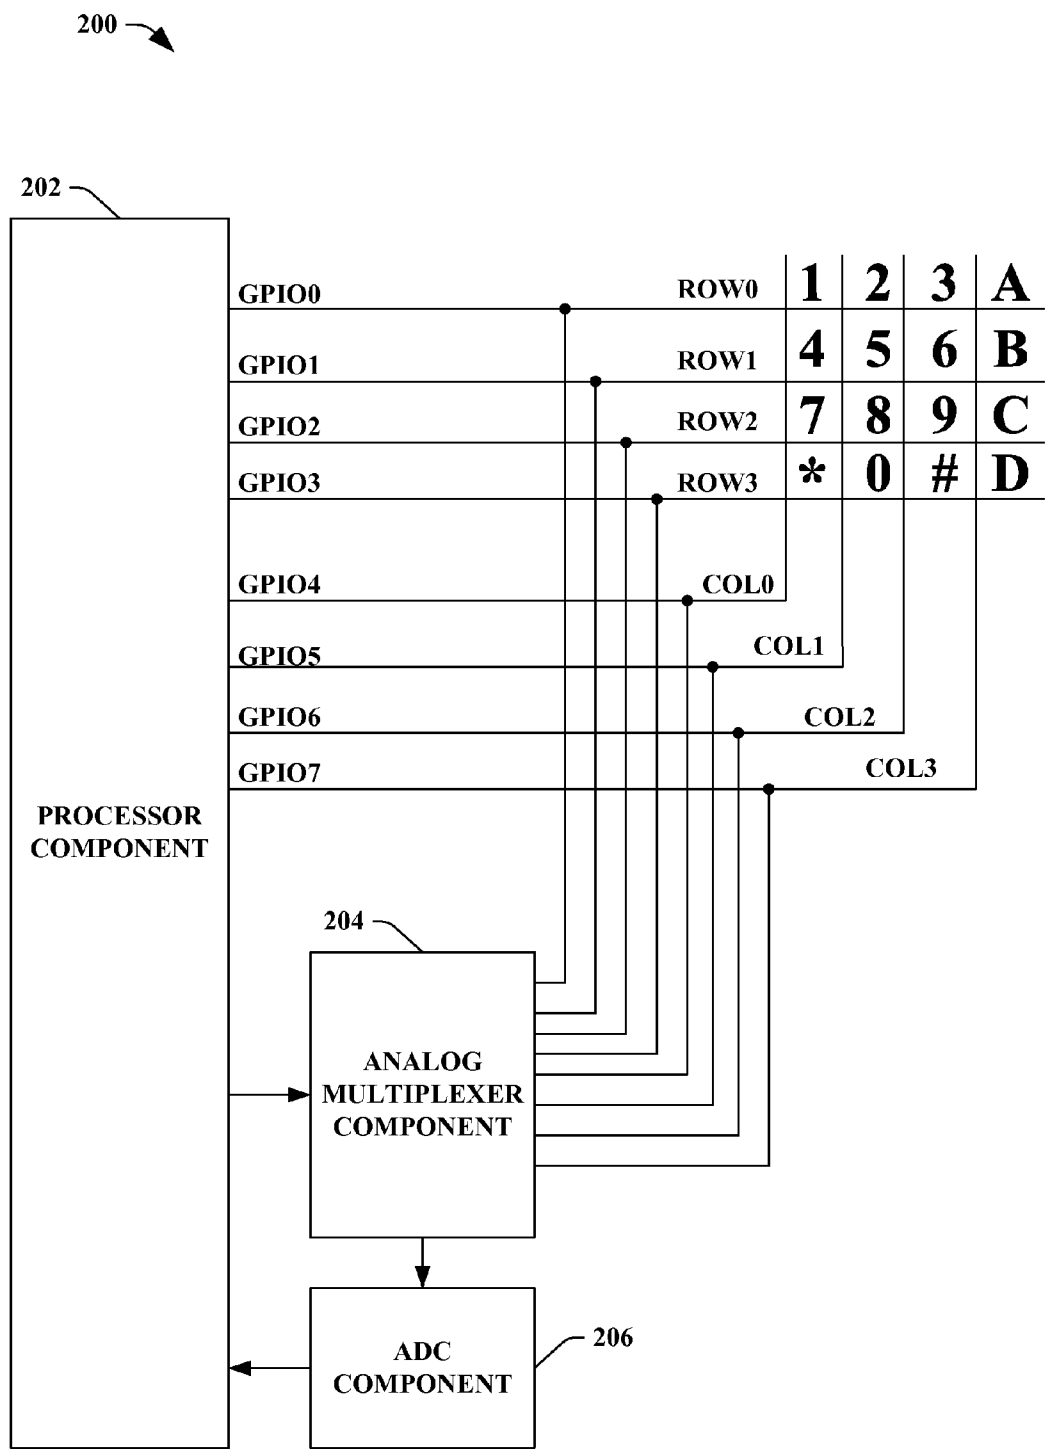 200
202
GPIO0 ROW0 1 2 3 A
GPIO1 ROW1 4 5 6 B
GPIO2 ROW2 7 8 9 C
GPIO3 ROW3 * 0 # D
GPIO4 COL0
GPIO5 COL1
GPIO6 COL2
GPIO7 COL3
PROCESSOR
COMPONENT
204
ANALOG
MULTIPLEXER
COMPONENT
206
ADC
COMPONENT